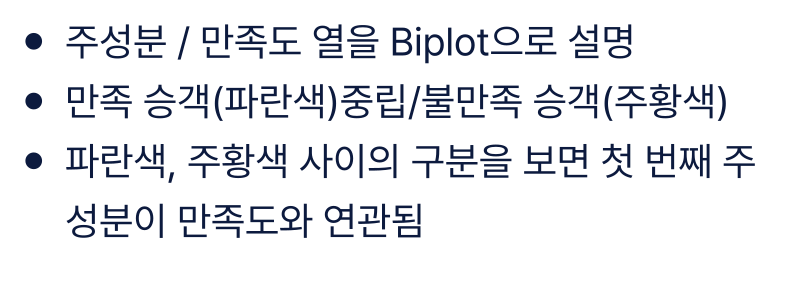 ● 주성분 / 만족도 열을 Biplot으로 설명
● 만족 승객(파란색)중립/불만족 승객(주황색)
● 파란색, 주황색 사이의 구분을 보면 첫 번째 주
성분이 만족도와 연관됨